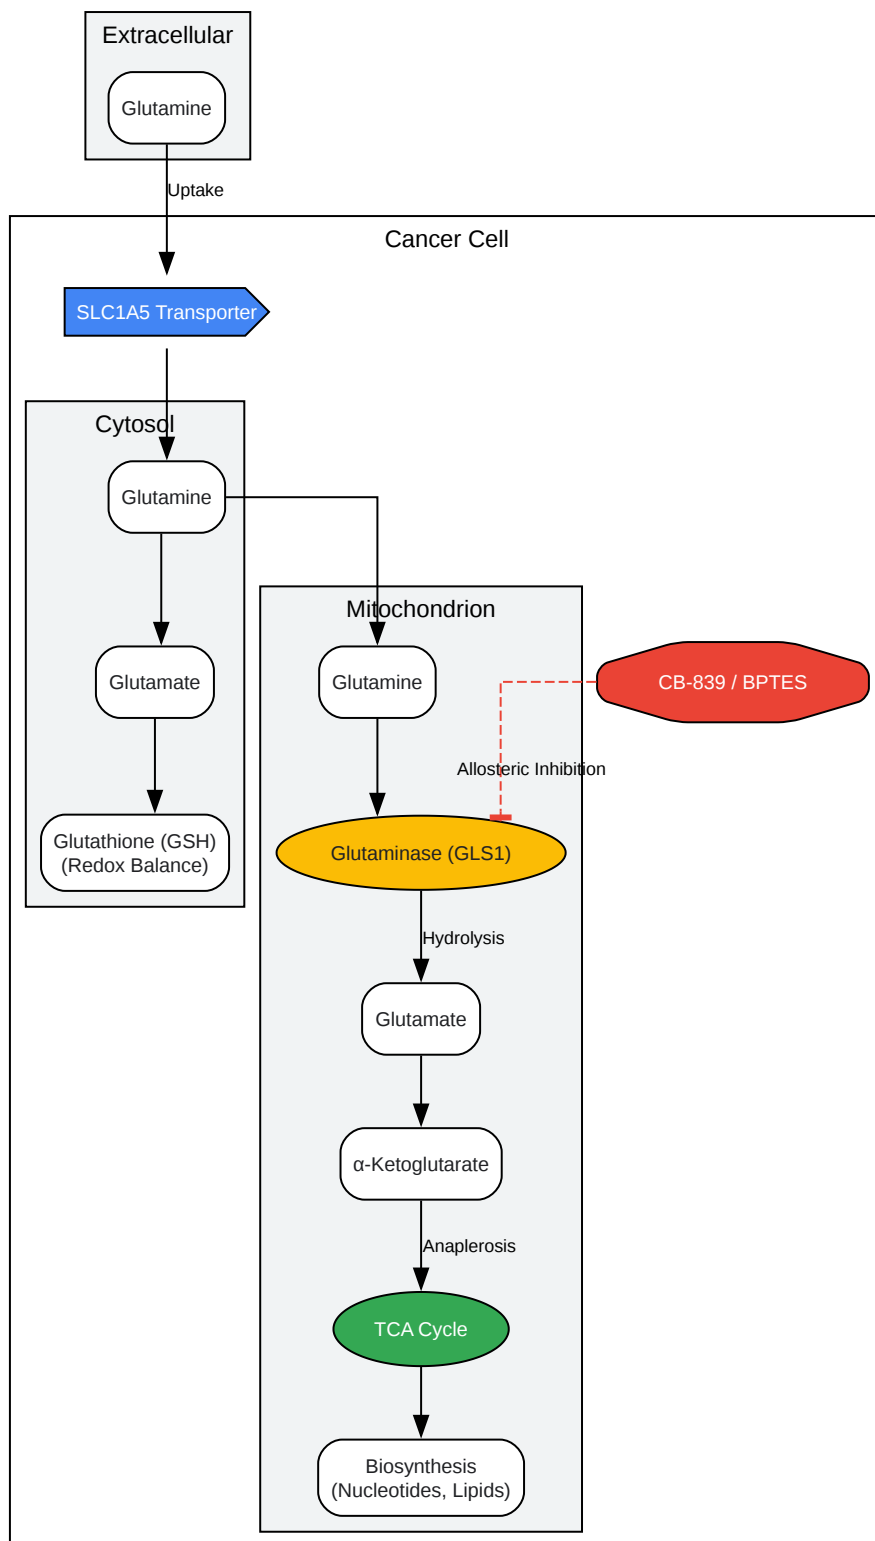 Extracellular
Glutamine
Uptake
Cancer Cell
SLC1A5 Transporter
Cytosol
Glutamine
Glutamate
Glutathione (GSH)
(Redox Balance)
Mitochondrion
Glutamine
CB-839 / BPTES
Allosteric Inhibition
Glutaminase (GLS1)
Hydrolysis
Glutamate
α-Ketoglutarate
Anaplerosis
TCA Cycle
Biosynthesis
(Nucleotides, Lipids)